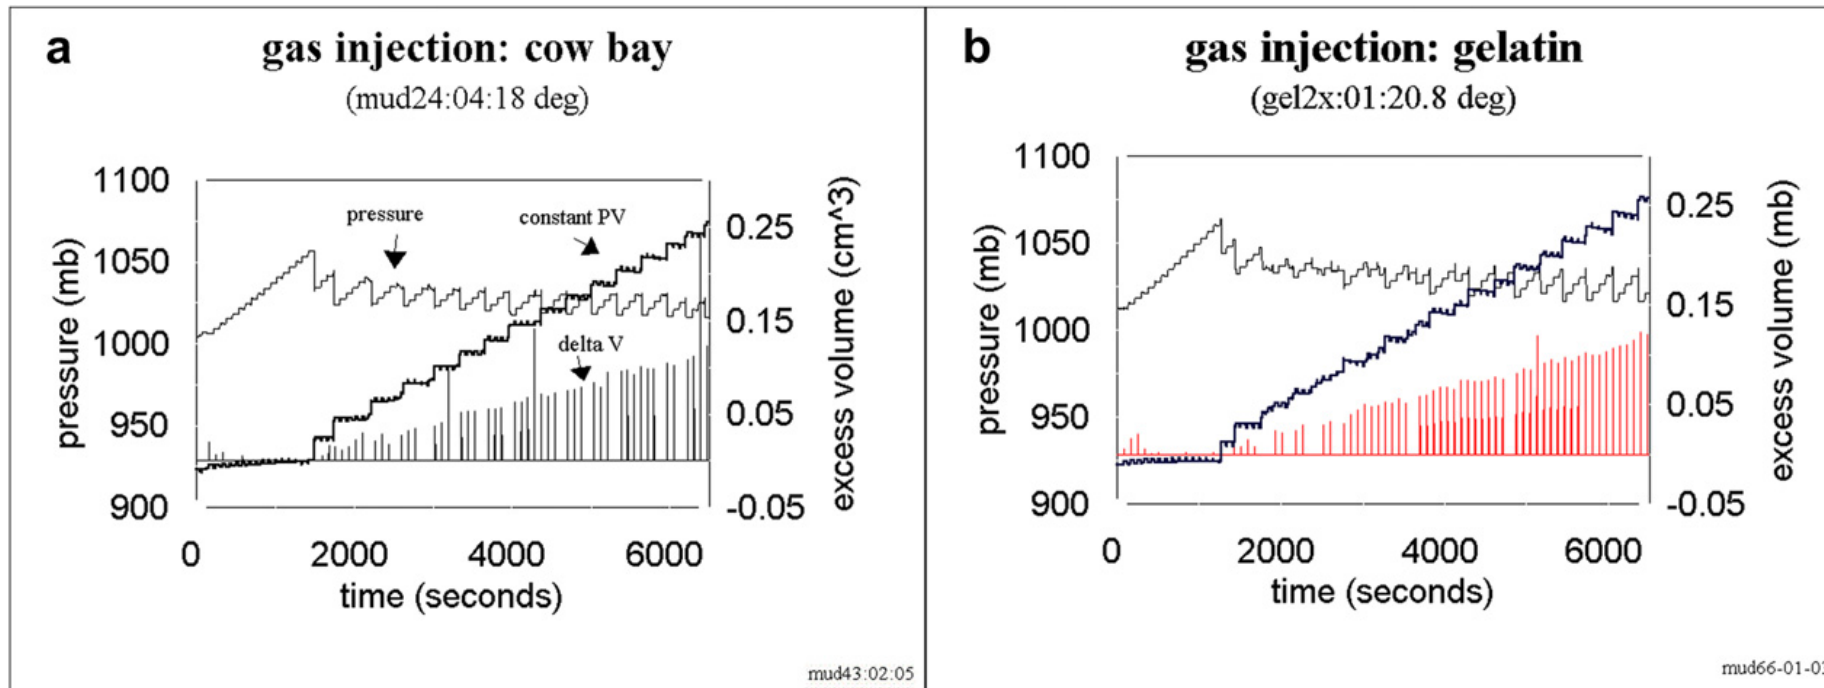 a
gas injection: cow bay
(mud24:04:18 deg)
1100
1050
1000
950
900
pressure (mb)
pressure
constant PV
delta V
0.25
0.15
0.05
-0.05
excess volume (cm^3)
0
2000
4000
6000
time (seconds)
mud43:02:05
b
gas injection: gelatin
(gel2x:01:20.8 deg)
1100
1050
1000
950
900
pressure (mb)
0.25
0.15
0.05
-0.05
excess volume (mb)
0
2000
4000
6000
time (seconds)